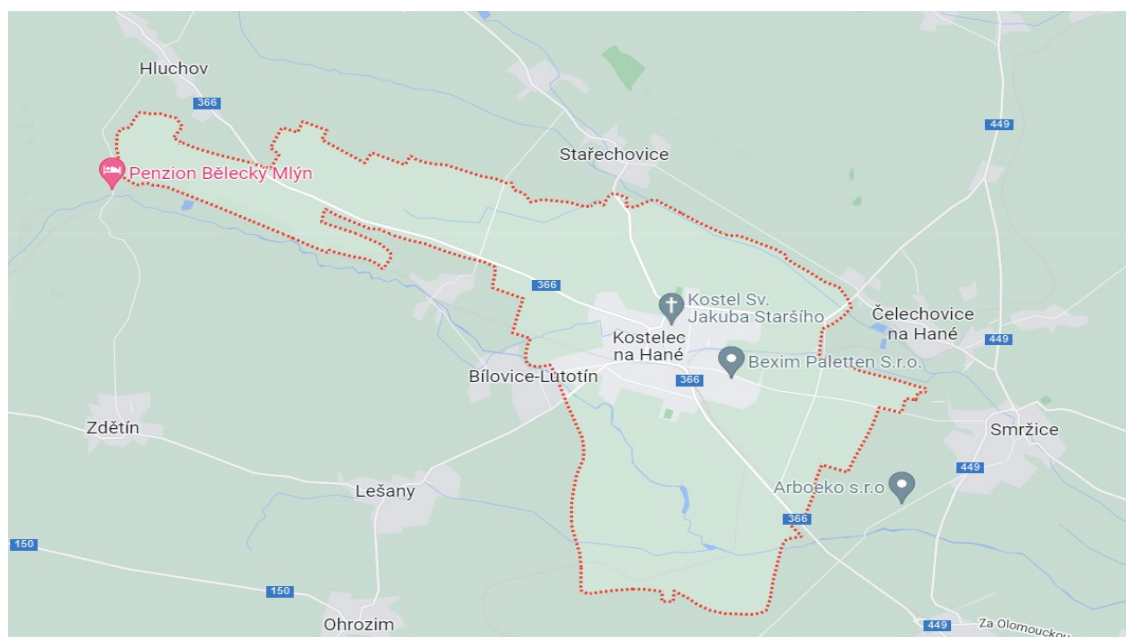 Hluchov
366
449
Stařechovice
Penzion Bělecký Mlýn
366
Kostel Sv.
Jakuba Staršího
Čelechovice
na Hané
449
Kostelec
na Hané
Bexim Paletten S.r.o.
Bílovice-Lutotín
366
Zdětín
Smržice
449
Lešany
Arboeko s.r.o
366
150
150
Ohrozim
449
Za Olomouckou